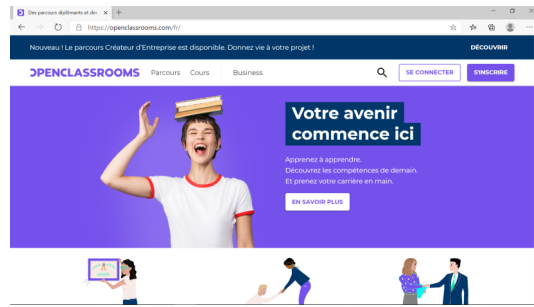 Des parcours diplômants et des
https://openclassrooms.com/fr/
Nouveau ! Le parcours Créateur d'Entreprise est disponible. Donnez vie à votre projet !
DÉCOUVRIR
OPENCLASSROOMS
Parcours
Cours
Business
SE CONNECTER
S'INSCRIRE
Votre avenir
commence ici
Apprenez à apprendre.
Découvrez les compétences de demain.
Et prenez votre carrière en main.
EN SAVOIR PLUS